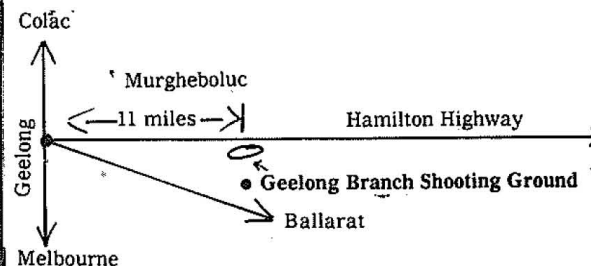 Colac
Murgheboluc
11 miles
Hamilton Highway
Geelong
Geelong Branch Shooting Ground
Ballarat
Melbourne